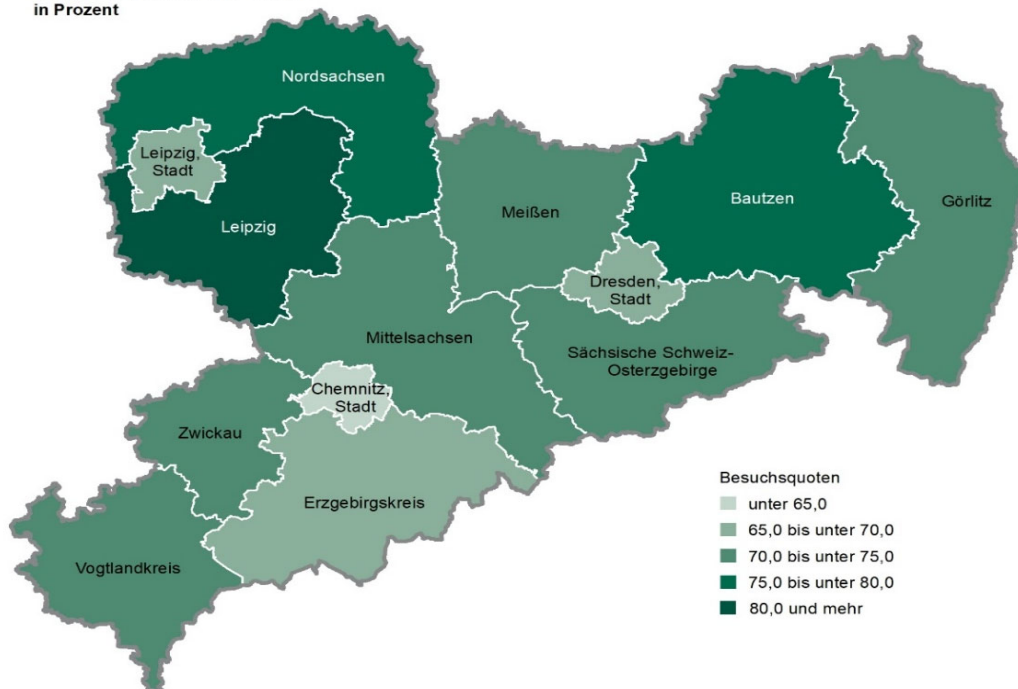 in Prozent
Nordsachsen
Leipzig,
Stadt
Leipzig
Meißen
Bautzen
Görlitz
Dresden,
Stadt
Mittelsachsen
Sächsische Schweiz-
Osterzgebirge
Chemnitz,
Stadt
Zwickau
Erzgebirgskreis
Vogtlandkreis
Besuchsquoten
unter 65,0
65,0 bis unter 70,0
70,0 bis unter 75,0
75,0 bis unter 80,0
80,0 und mehr